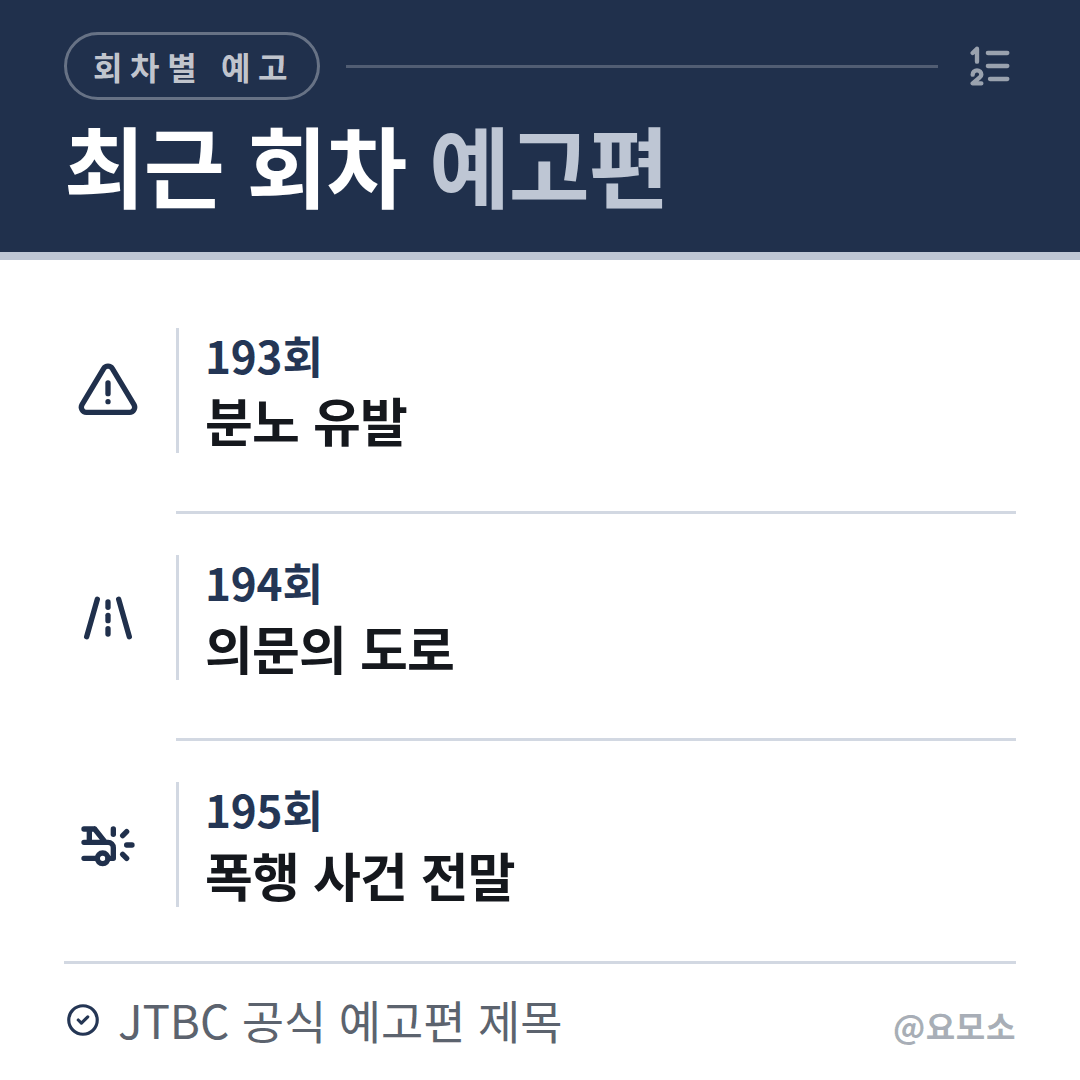 회차별 예고
최근 회차 예고편
193회
분노 유발
194회
의문의 도로
195회
폭행 사건 전말
JTBC 공식 예고편 제목
@요모소